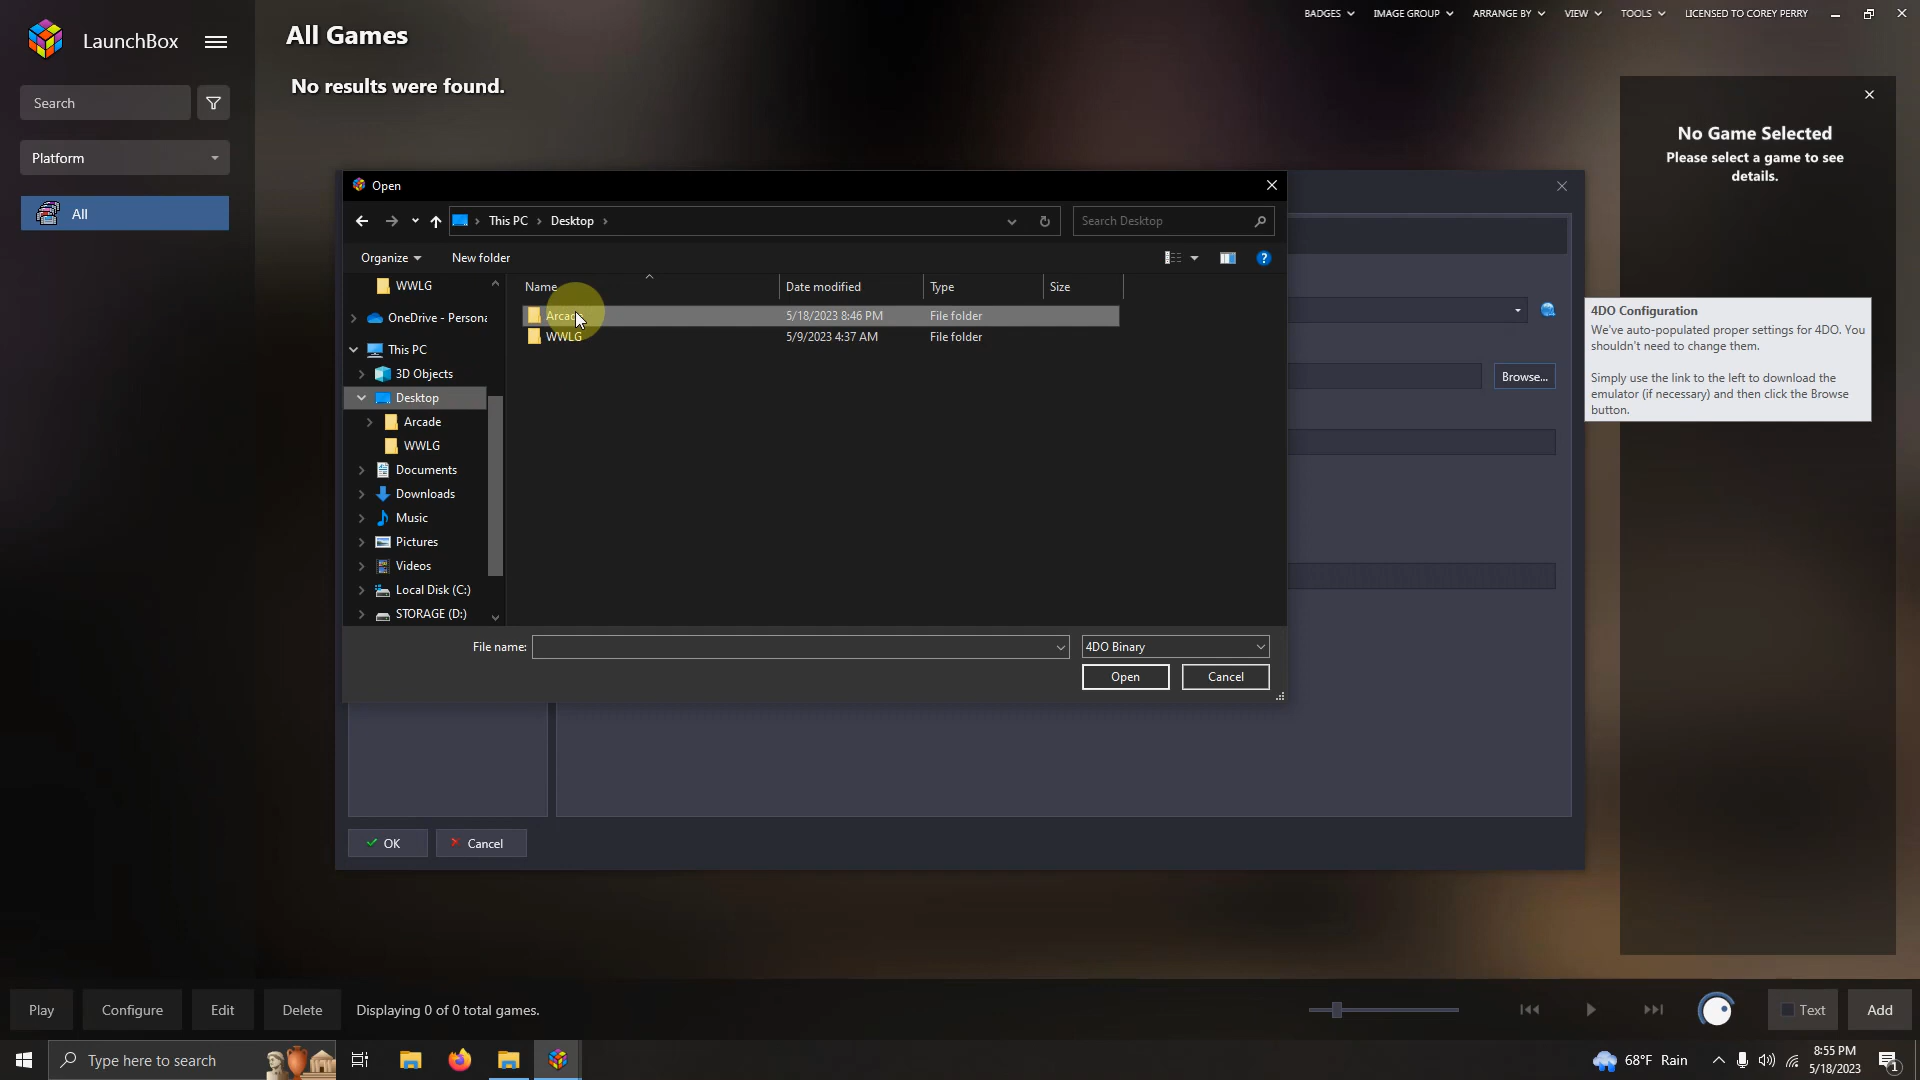 LaunchBox
All Games
BADGES
IMAGE GROUP
ARRANGE BY
VIEW
TOOLS
LICENSED TO COREY PERRY
No results were found.
Search
Platform
All
No Game Selected
Please select a game to see
details.
Open
This PC
Desktop
Search Desktop
Organize
New folder
Name
Date modified
Type
Size
Arcade 5/18/2023 8:46 PM File folder
WWLG 5/9/2023 4:37 AM File folder
WWLG
OneDrive - Persona
This PC
3D Objects
Desktop
Arcade
WWLG
Documents
Downloads
Music
Pictures
Videos
Local Disk (C:)
STORAGE (D:)
File name:
4DO Binary
Open
Cancel
Browse...
4DO Configuration
We've auto-populated proper settings for 4DO. You
shouldn't need to change them.
Simply use the link to the left to download the
emulator (if necessary) and then click the Browse
button.
OK
Cancel
Play
Configure
Edit
Delete
Displaying 0 of 0 total games.
Text
Add
Type here to search
68°F Rain
8:55 PM
5/18/2023
1